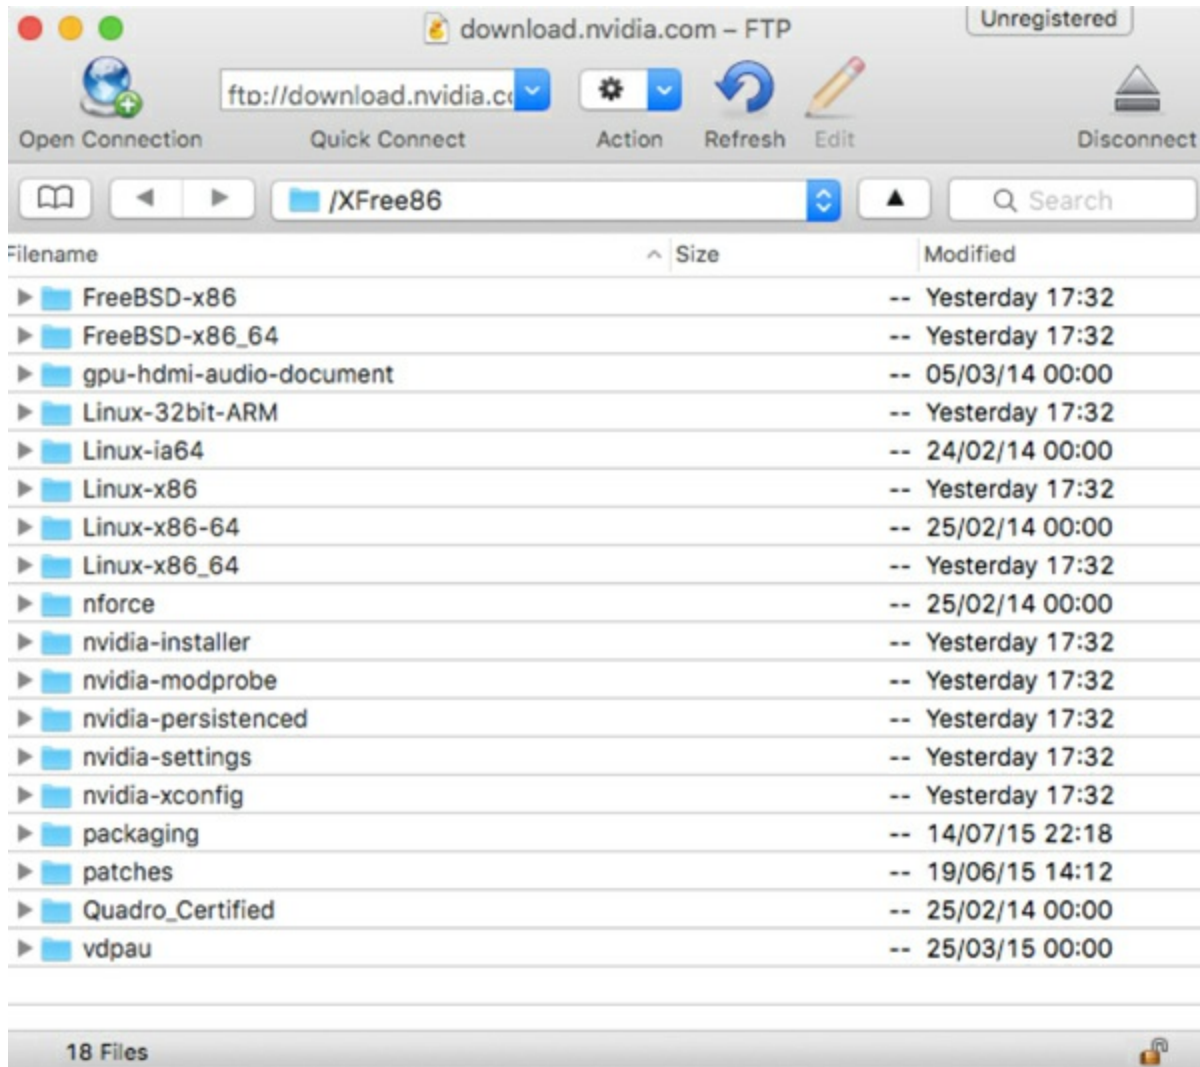 download.nvidia.com – FTP
Unregistered
ftp://download.nvidia.co
Open Connection
Quick Connect
Action
Refresh
Edit
Disconnect
/XFree86
Search
Filename Size Modified
FreeBSD-x86 -- Yesterday 17:32
FreeBSD-x86_64 -- Yesterday 17:32
gpu-hdmi-audio-document -- 05/03/14 00:00
Linux-32bit-ARM -- Yesterday 17:32
Linux-ia64 -- 24/02/14 00:00
Linux-x86 -- Yesterday 17:32
Linux-x86-64 -- 25/02/14 00:00
Linux-x86_64 -- Yesterday 17:32
nforce -- 25/02/14 00:00
nvidia-installer -- Yesterday 17:32
nvidia-modprobe -- Yesterday 17:32
nvidia-persistenced -- Yesterday 17:32
nvidia-settings -- Yesterday 17:32
nvidia-xconfig -- Yesterday 17:32
packaging -- 14/07/15 22:18
patches -- 19/06/15 14:12
Quadro_Certified -- 25/02/14 00:00
vdpau -- 25/03/15 00:00
18 Files